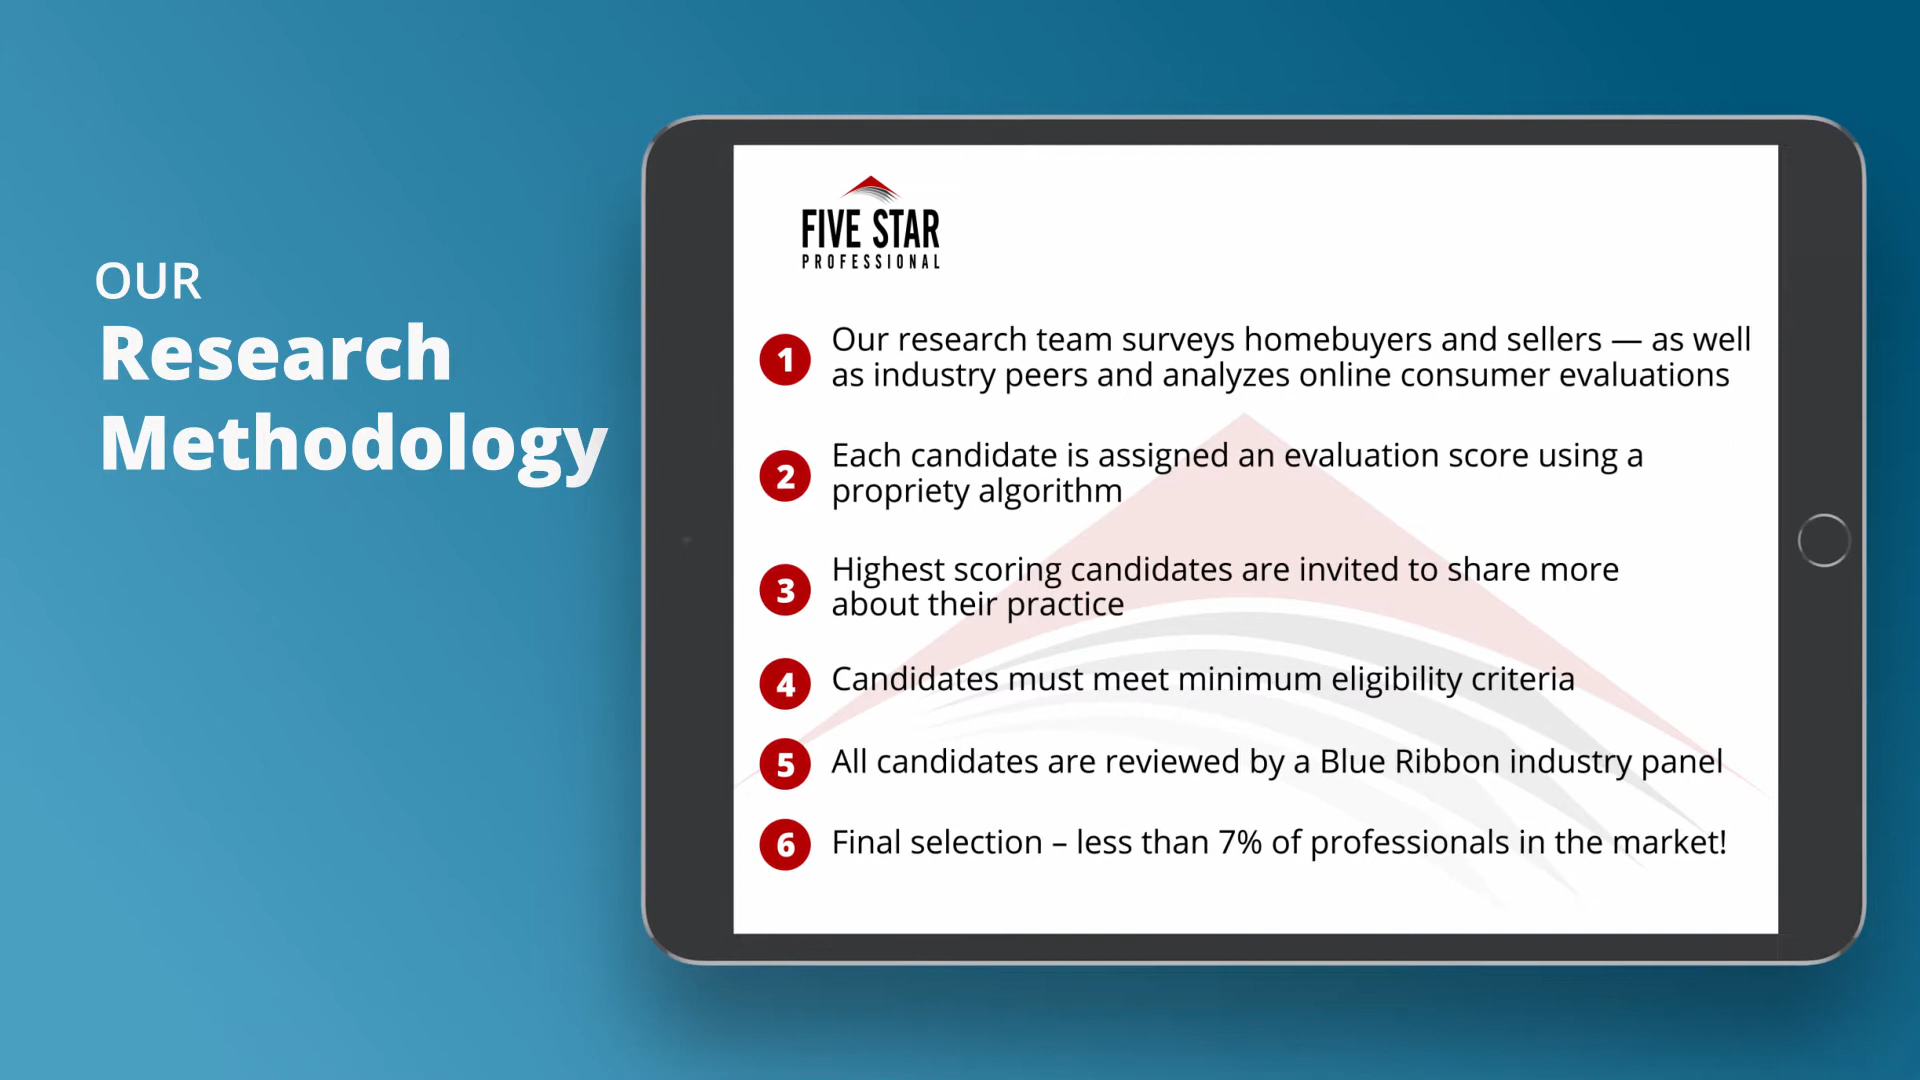 OUR
Research
Methodology
FIVE STAR
PROFESSIONAL
1 Our research team surveys homebuyers and sellers — as well
as industry peers and analyzes online consumer evaluations
2 Each candidate is assigned an evaluation score using a
propriety algorithm
3 Highest scoring candidates are invited to share more
about their practice
4 Candidates must meet minimum eligibility criteria
5 All candidates are reviewed by a Blue Ribbon industry panel
6 Final selection – less than 7% of professionals in the market!